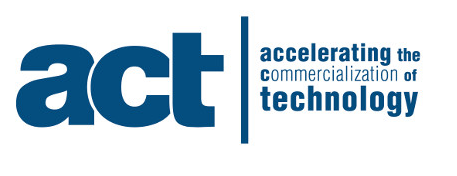 act
accelerating the
commercialization of
technology